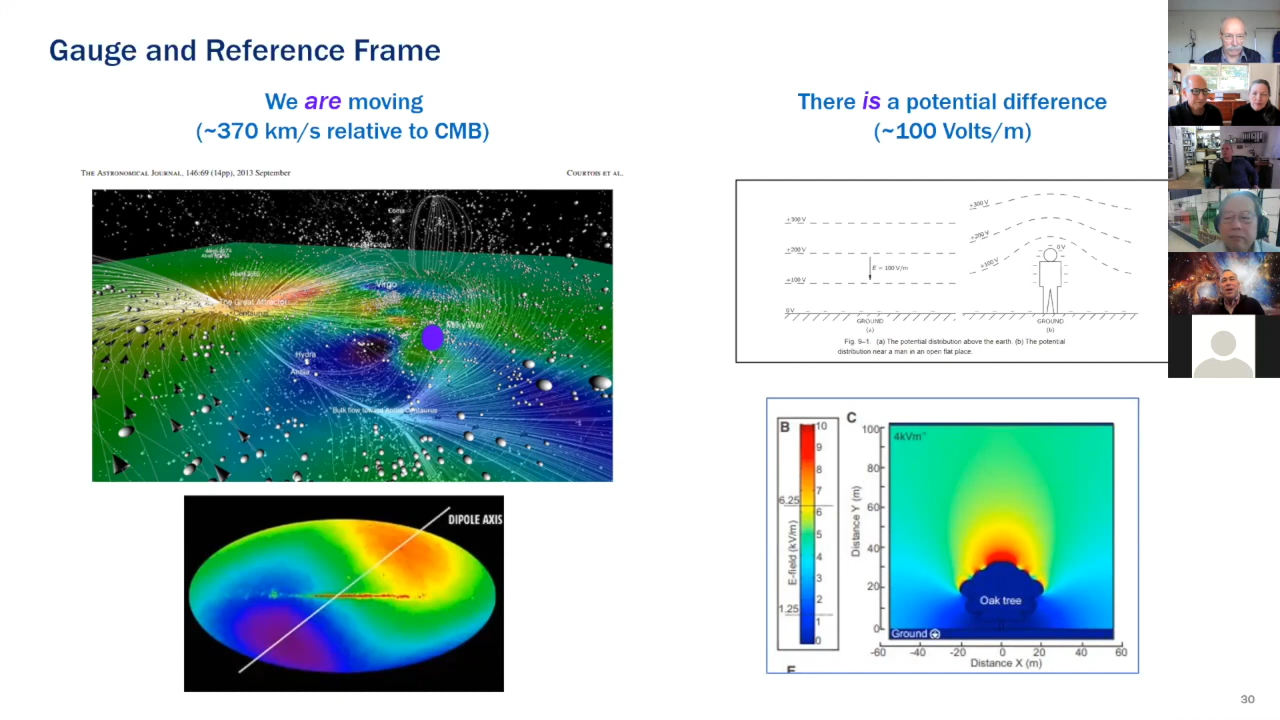 Gauge and Reference Frame
We are moving
(~370 km/s relative to CMB)
There is a potential difference
(~100 Volts/m)
THE ASTRONOMICAL JOURNAL, 146:69 (14pp), 2013 September
COURTOIS ET AL.
Coma
Virgo
The Great Attractor
Centaurus
Milky Way
Hydra
Antlia
DIPOLE AXIS
+300 V
+200 V
E = 100 V/m
+100 V
0 V
GROUND
(a)
+300 V
+200 V
+100 V
0 V
GROUND
(b)
Fig. 9–1. (a) The potential distribution above the earth. (b) The potential
distribution near a man in an open flat place.
B
10
9
8
7
6.25
6
5
4
3
2
1.25
1
0
E-field (kV/m)
C
4kVm⁻¹
100
80
60
40
20
0
Distance Y (m)
Oak tree
Ground
-60 -40 -20 0 20 40 60
Distance X (m)
30